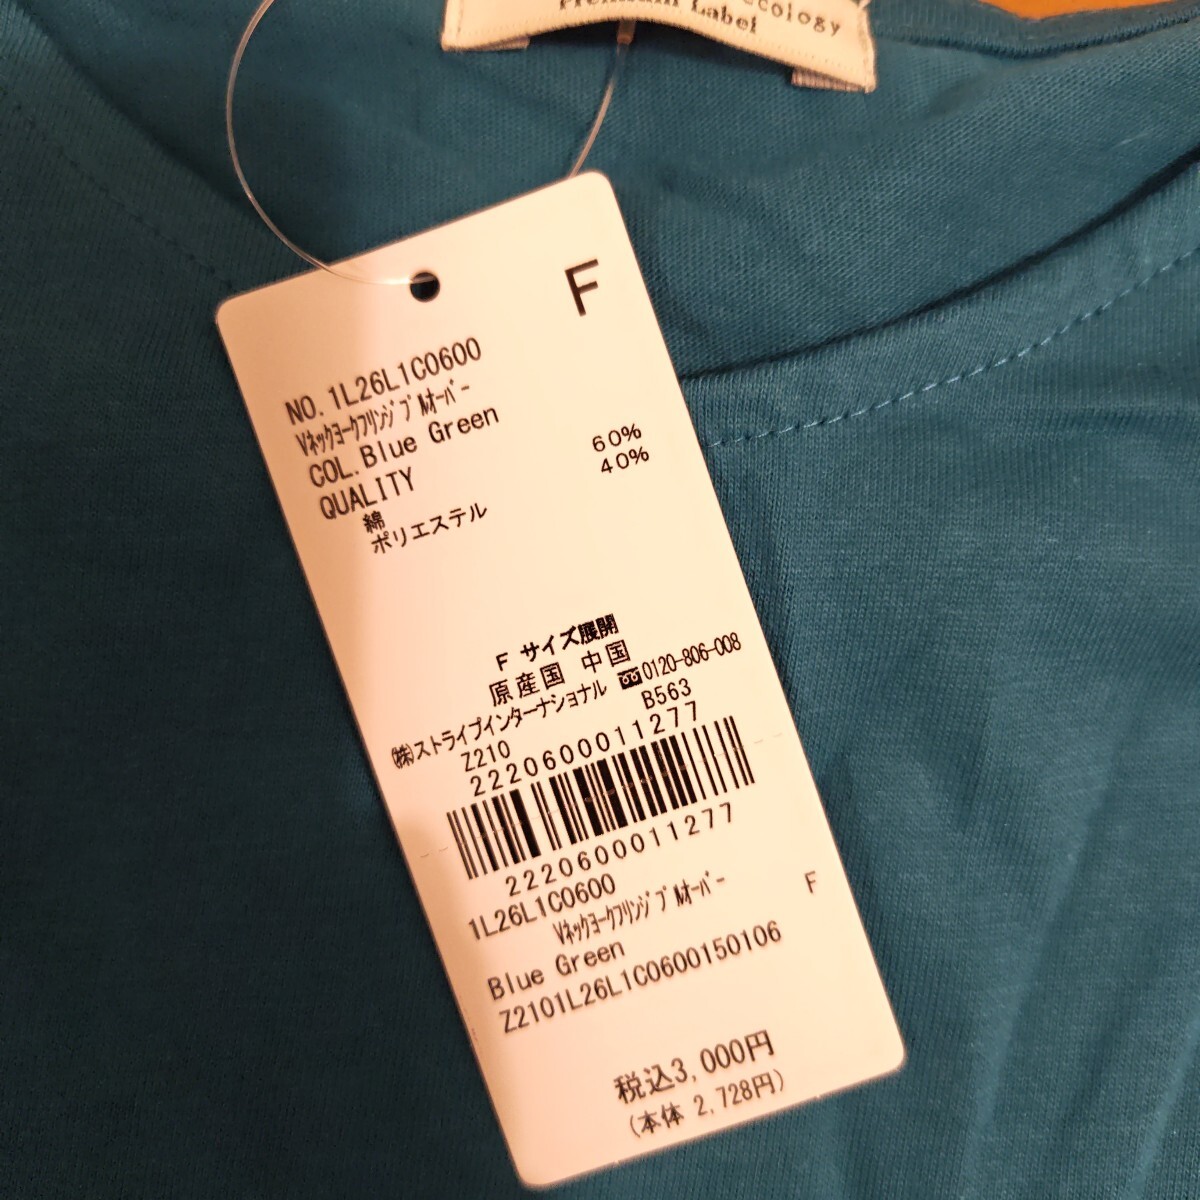 ecology
Premium Label
F
NO. 1L26L1C0600
Vﾈｯｸﾖｰｸﾌﾘﾝｼﾞﾌﾟﾙｵｰﾊﾞｰ
COL. Blue Green
QUALITY
綿 60%
ポリエステル 40%
F サイズ展開
原産国 中国
㈱ストライプインターナショナル 0120-806-008
Z210 B563
2220600011277
2220600011277
1L26L1C0600
Vﾈｯｸﾖｰｸﾌﾘﾝｼﾞﾌﾟﾙｵｰﾊﾞｰ F
Blue Green
Z2101L26L1C0600150106
税込3,000円
(本体 2,728円)